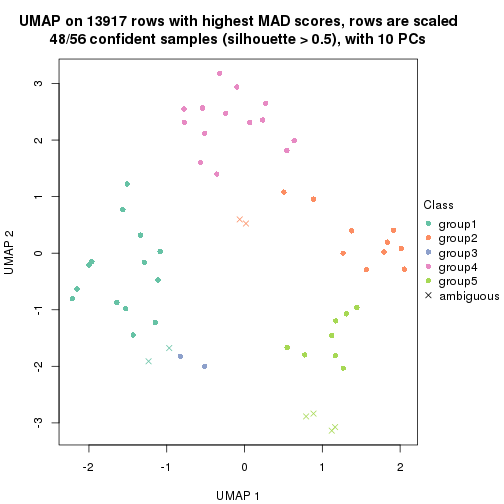 UMAP on 13917 rows with highest MAD scores, rows are scaled
48/56 confident samples (silhouette > 0.5), with 10 PCs
3
2
1
0
-1
-2
-3
UMAP 2
-2
-1
0
1
2
UMAP 1
Class
group1
group2
group3
group4
group5
ambiguous